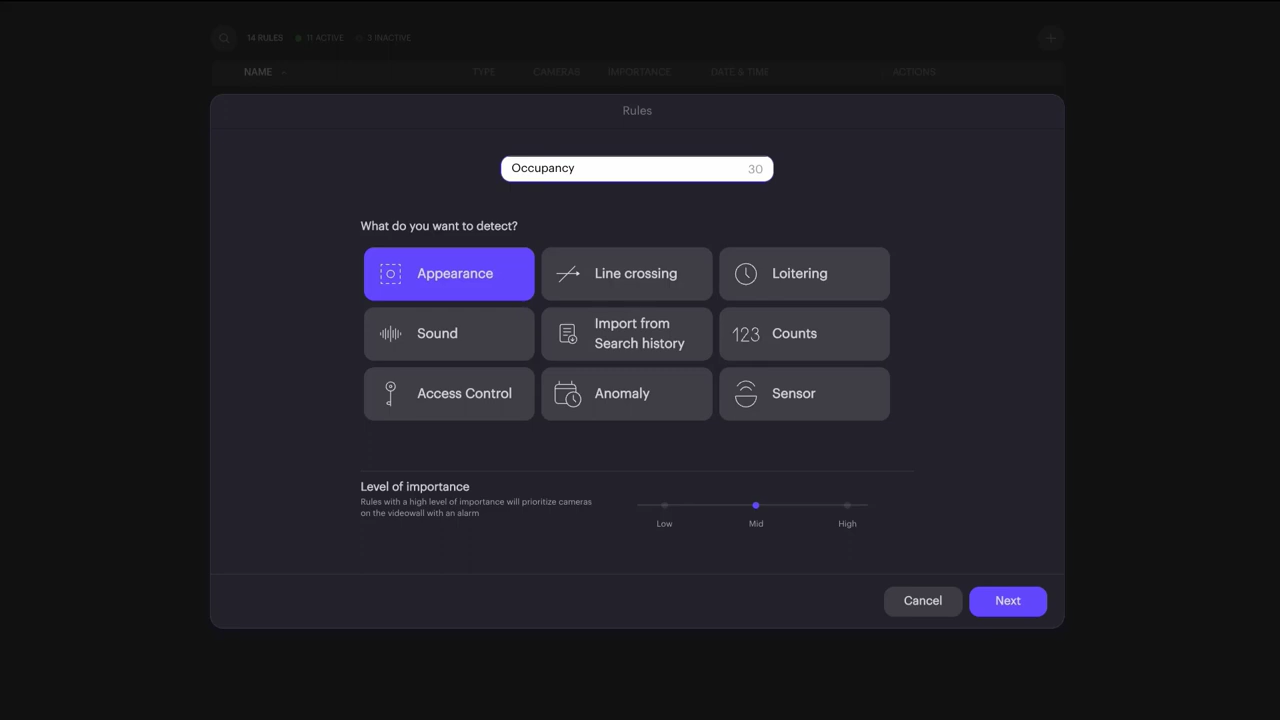 14 RULES 11 ACTIVE 3 INACTIVE
NAME TYPE CAMERAS IMPORTANCE DATE & TIME ACTIONS
Rules
Occupancy 30
What do you want to detect?
Appearance Line crossing Loitering
Sound Import from Search history Counts
Access Control Anomaly Sensor
Level of importance
Rules with a high level of importance will prioritize cameras
on the videowall with an alarm
Low Mid High
Cancel Next